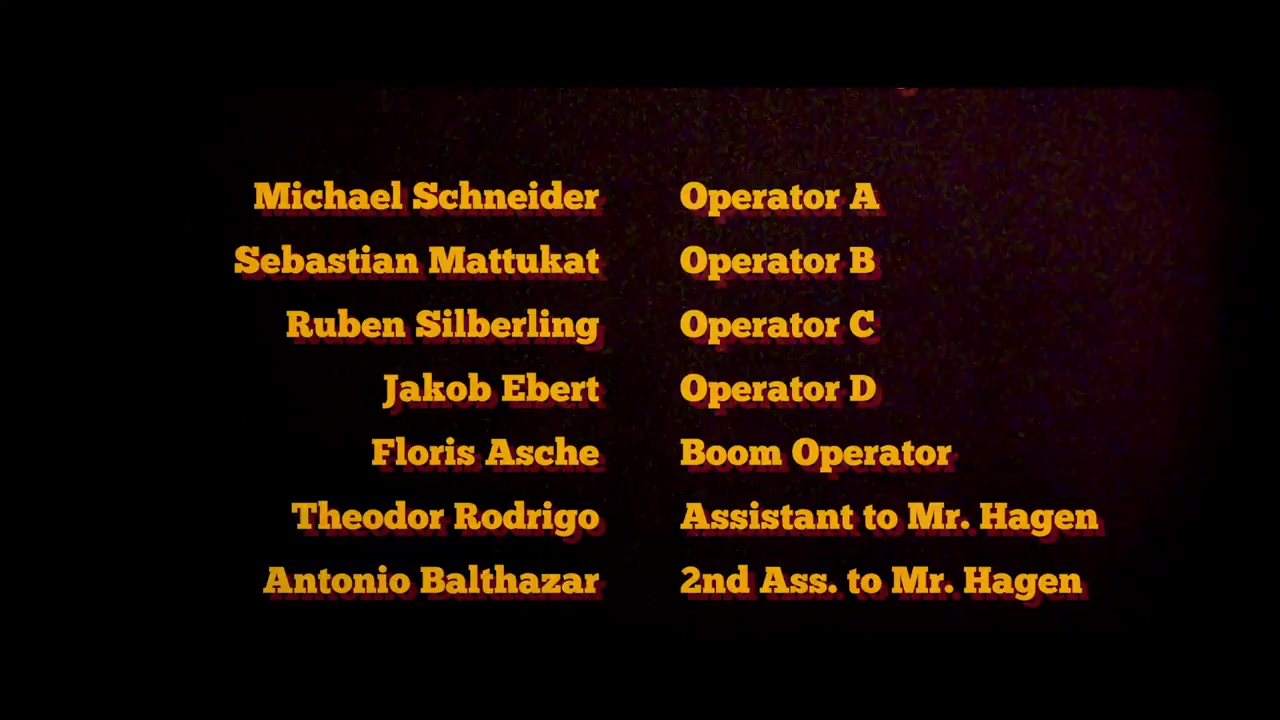 Michael Schneider Operator A
Sebastian Mattukat Operator B
Ruben Silberling Operator C
Jakob Ebert Operator D
Floris Asche Boom Operator
Theodor Rodrigo Assistant to Mr. Hagen
Antonio Balthazar 2nd Ass. to Mr. Hagen